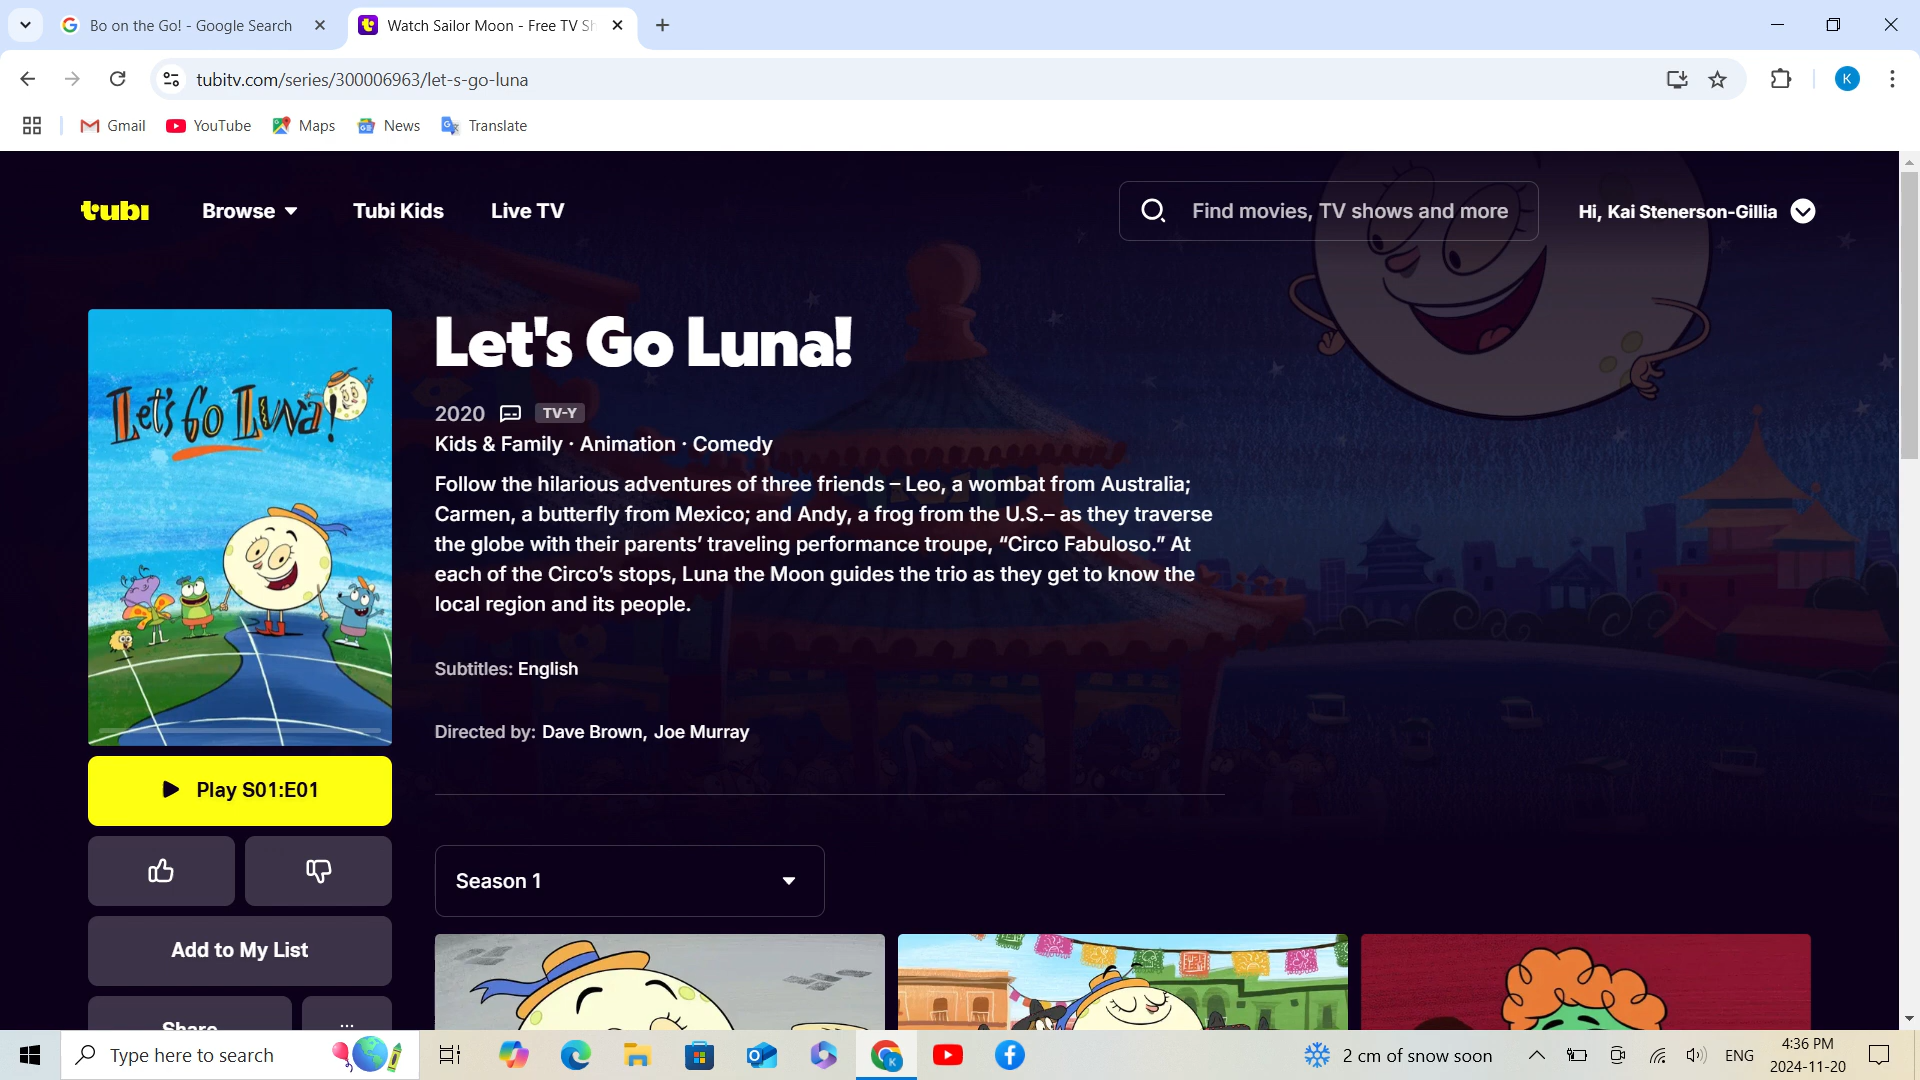 Bo on the Go! - Google Search
Watch Sailor Moon - Free TV Sh
tubitv.com/series/300006963/let-s-go-luna
K
Gmail
YouTube
Maps
News
Translate
tubi
Browse
Tubi Kids
Live TV
Find movies, TV shows and more
Hi, Kai Stenerson-Gillia
Let's Go Luna!
Let's Go Luna!
2020
TV-Y
Kids & Family · Animation · Comedy
Follow the hilarious adventures of three friends – Leo, a wombat from Australia;
Carmen, a butterfly from Mexico; and Andy, a frog from the U.S.– as they traverse
the globe with their parents’ traveling performance troupe, “Circo Fabuloso.” At
each of the Circo’s stops, Luna the Moon guides the trio as they get to know the
local region and its people.
Subtitles: English
Directed by: Dave Brown, Joe Murray
Play S01:E01
Season 1
Add to My List
Share
...
Type here to search
2 cm of snow soon
ENG
4:36 PM
2024-11-20